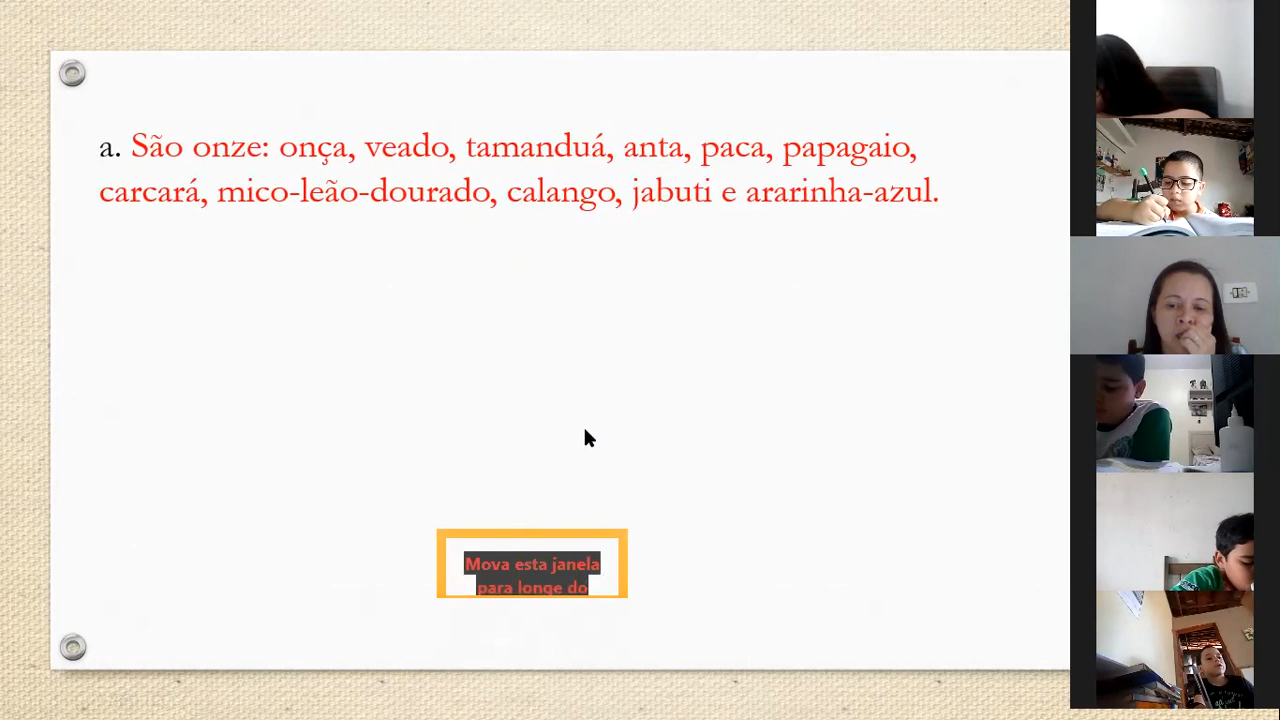 a. São onze: onça, veado, tamanduá, anta, paca, papagaio,
carcará, mico-leão-dourado, calango, jabuti e ararinha-azul.
Mova esta janela
para longe do